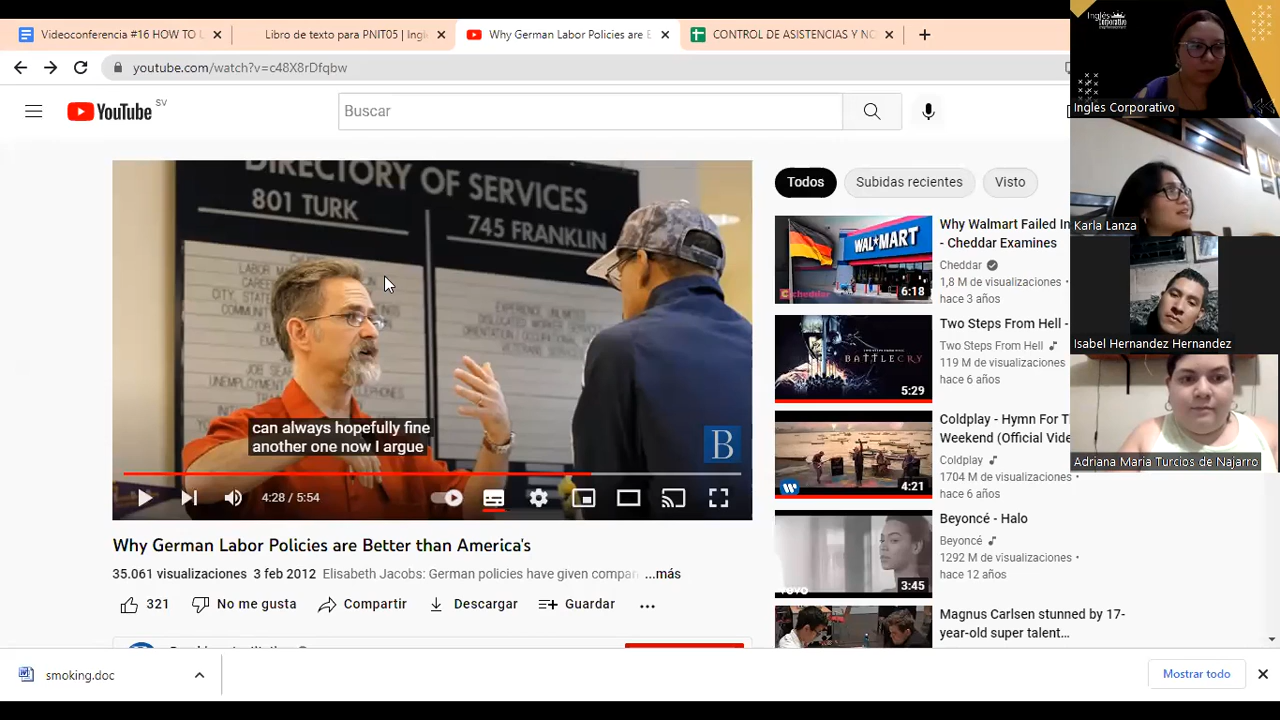 Videoconferencia #16 HOW TO L
Libro de texto para PNIT05 | Ingl
Why German Labor Policies are B
CONTROL DE ASISTENCIAS Y NO
youtube.com/watch?v=c48X8rDfqbw
YouTube SV
Buscar
DIRECTORY OF SERVICES
801 TURK
745 FRANKLIN
can always hopefully fine
another one now I argue
B
4:28 / 5:54
Why German Labor Policies are Better than America's
35.061 visualizaciones 3 feb 2012 Elisabeth Jacobs: German policies have given compa ...más
321 No me gusta Compartir Descargar Guardar
Todos Subidas recientes Visto
WAL★MART
cheddar
6:18
Why Walmart Failed In
- Cheddar Examines
Cheddar
1,8 M de visualizaciones •
hace 3 años
BATTLECRY
5:29
Two Steps From Hell -
Two Steps From Hell
119 M de visualizaciones
hace 6 años
4:21
Coldplay - Hymn For T
Weekend (Official Vide
Coldplay
1704 M de visualizaciones •
hace 6 años
vevo
3:45
Beyoncé - Halo
Beyoncé
1292 M de visualizaciones •
hace 12 años
Magnus Carlsen stunned by 17-
year-old super talent…
Inglés
Corporativo
Ingles Corporativo
Karla Lanza
Isabel Hernandez Hernandez
Adriana Maria Turcios de Najarro
smoking.doc
Mostrar todo